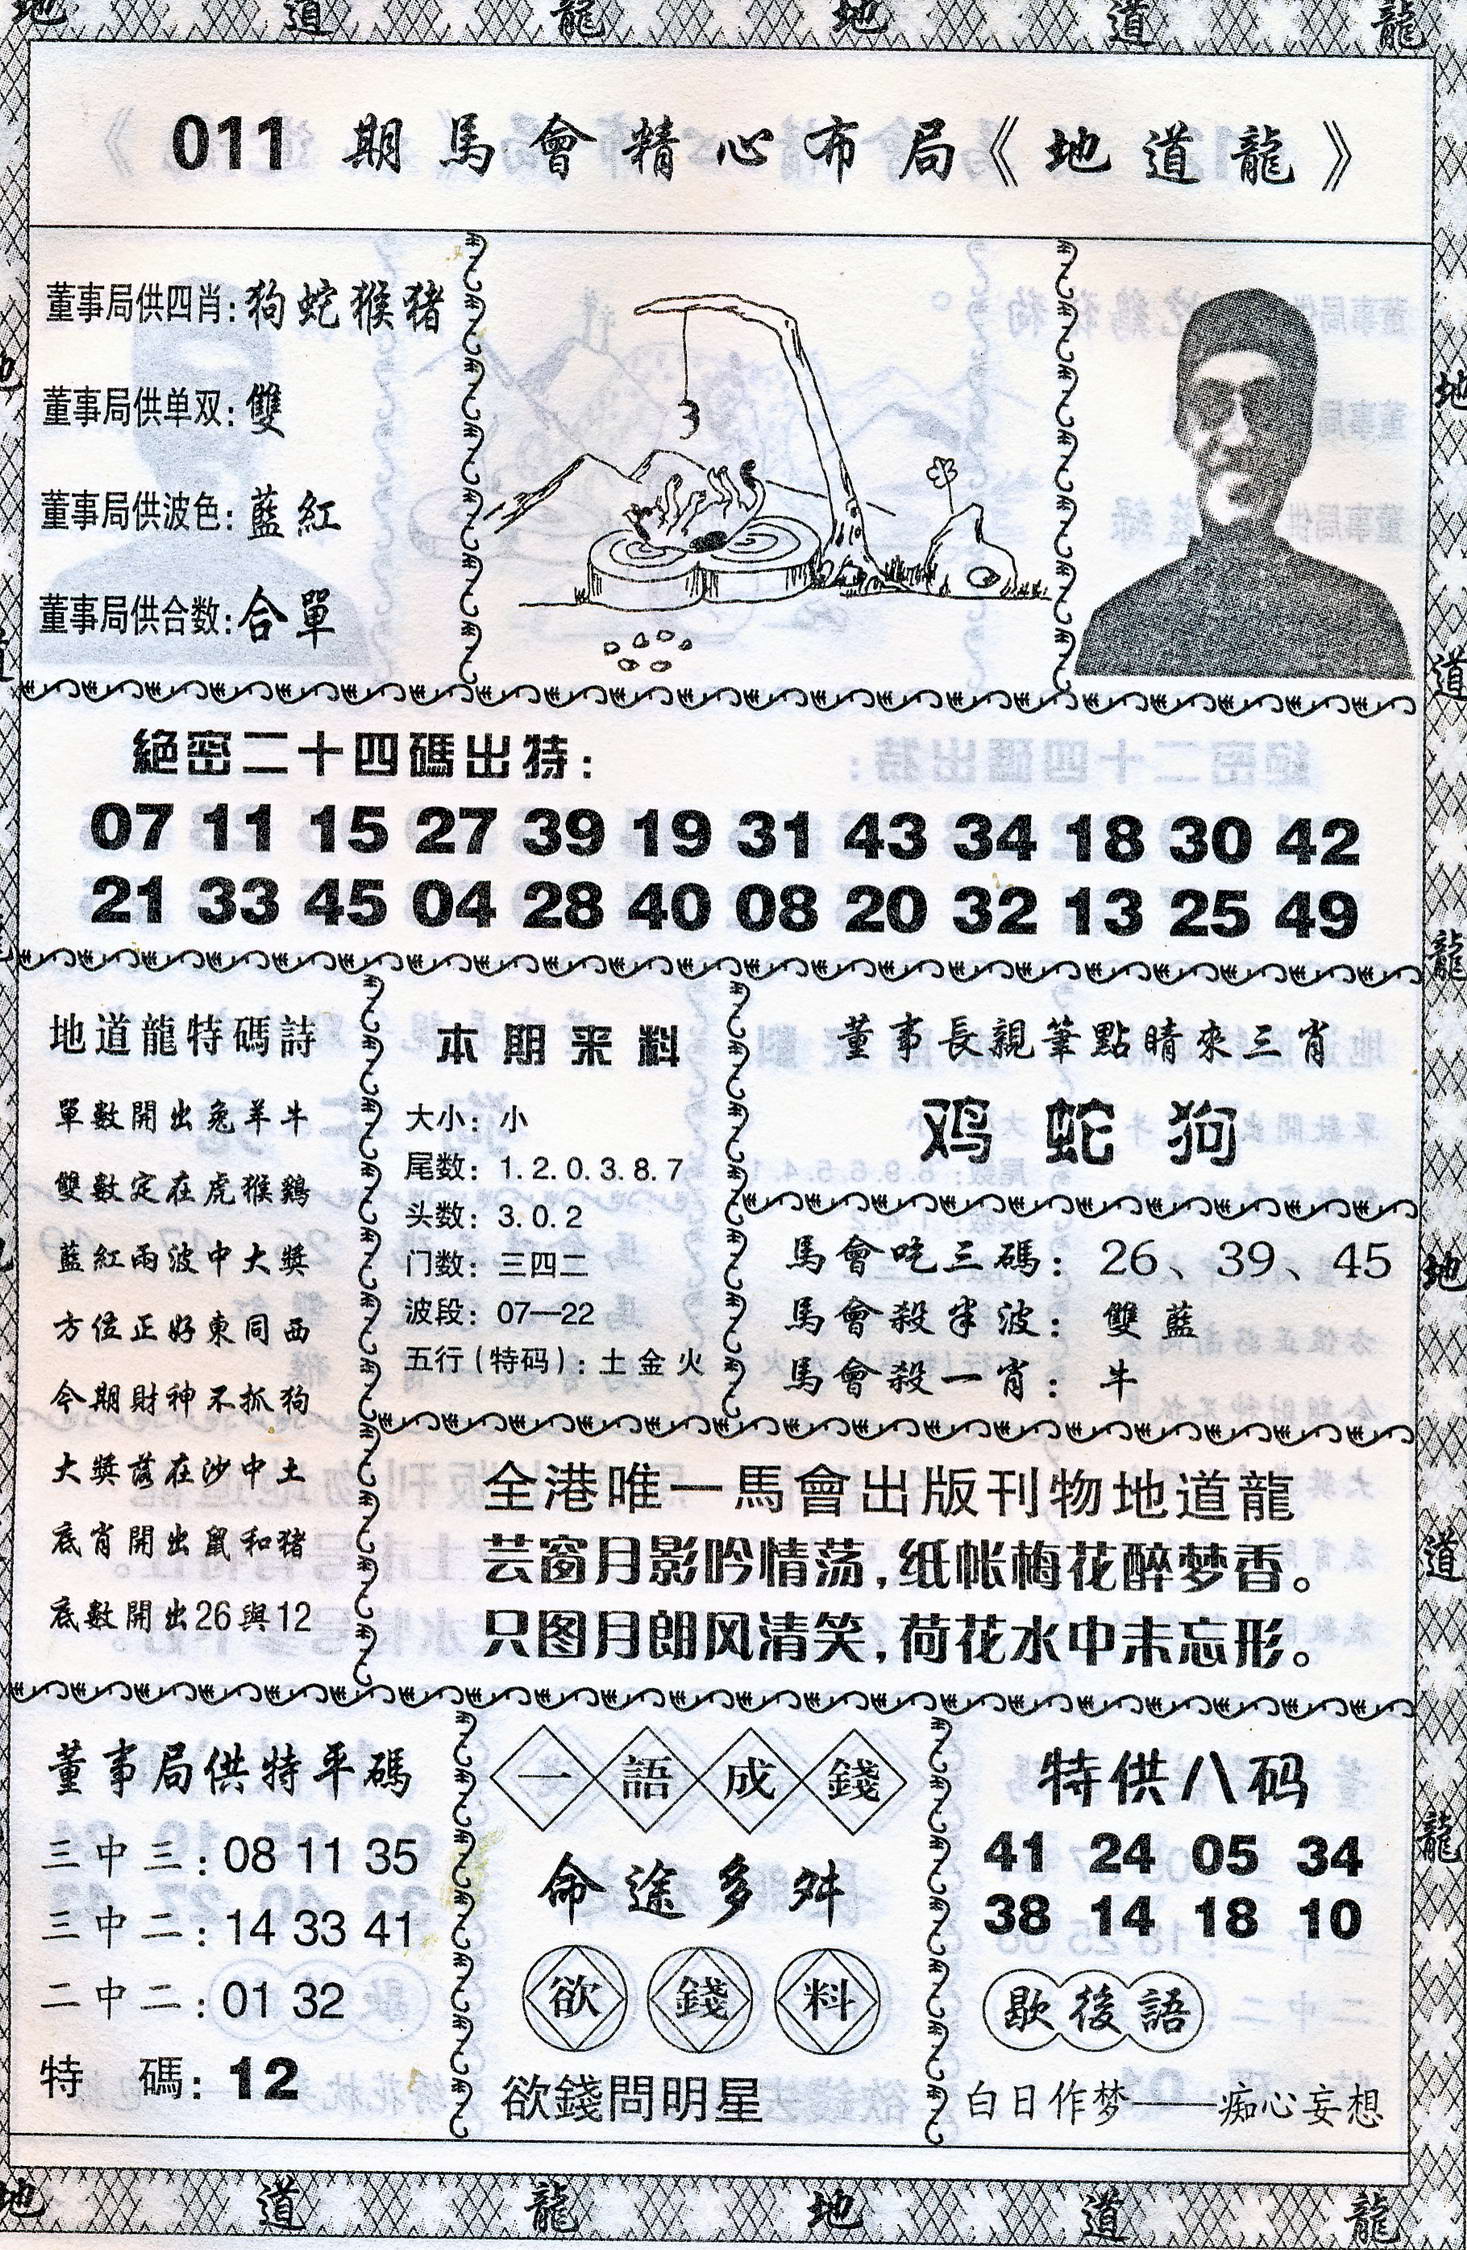 地 道 龍 地 道 龍
011 期馬會精心布局《地道龍》
董事局供四肖:狗蛇猴猪
董事局供单双:雙
董事局供波色:藍紅
董事局供合数:合單
絕密二十四碼出特:
07 11 15 27 39 19 31 43 34 18 30 42
21 33 45 04 28 40 08 20 32 13 25 49
地道龍特碼詩
單數開出兔羊牛
雙數定在虎猴鷄
藍紅兩波中大獎
方位正好東同西
今期財神不抓狗
大獎落在沙中土
底肖開出鼠和猪
底數開出26與12
本期来料
大小: 小
尾数: 1.2.0.3.8.7
头数: 3.0.2
门数: 三四二
波段: 07—22
五行(特码): 土金火
董事長親筆點睛來三肖
鸡 蛇 狗
馬會吃三碼: 26、39、45
馬會殺半波: 雙藍
馬會殺一肖: 牛
全港唯一馬會出版刊物地道龍
芸窗月影吟情荡,纸帐梅花醉梦香。
只图月朗风清笑,荷花水中未忘形。
董事局供特平碼
三中三:08 11 35
三中二:14 33 41
二中二:01 32
特 碼:12
一語成錢
命途多舛
欲錢料
欲錢問明星
特供八码
41 24 05 34
38 14 18 10
歇後語
白日作梦——痴心妄想
地 道 龍 地 道 龍